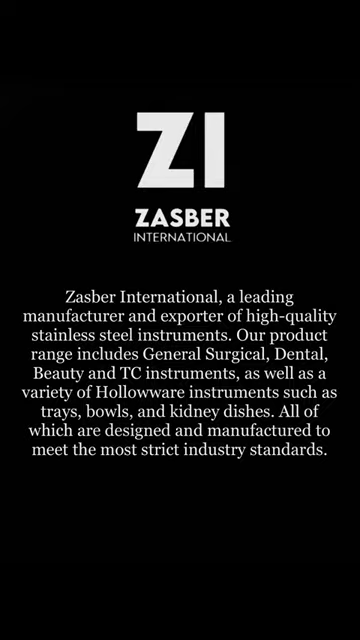 ZI
ZASBER
INTERNATIONAL
Zasber International, a leading
manufacturer and exporter of high-quality
stainless steel instruments. Our product
range includes General Surgical, Dental,
Beauty and TC instruments, as well as a
variety of Hollowware instruments such as
trays, bowls, and kidney dishes. All of
which are designed and manufactured to
meet the most strict industry standards.